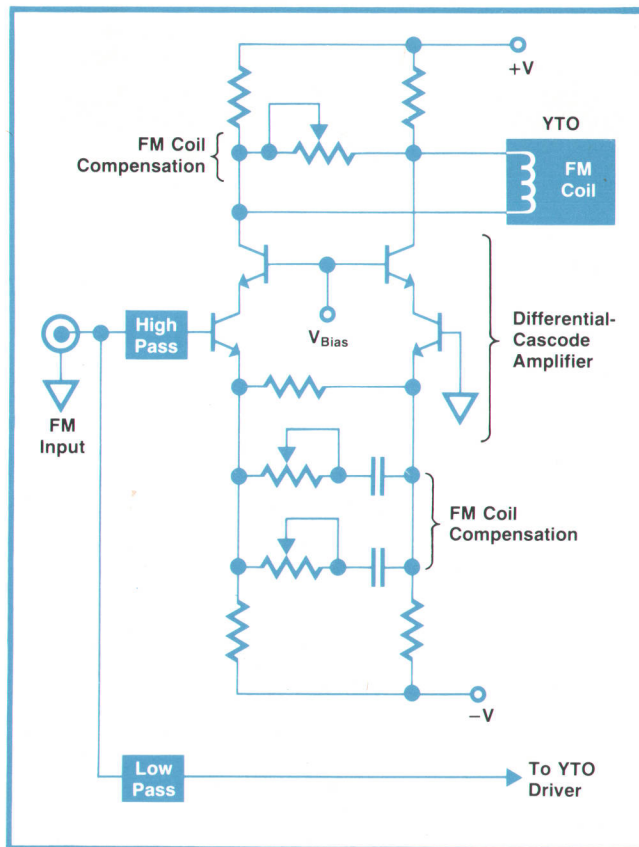 +V
YTO
FM Coil
Compensation
FM
Coil
High
Pass
V Bias
Differential-
Cascode
Amplifier
FM
Input
FM Coil
Compensation
−V
Low
Pass
To YTO
Driver